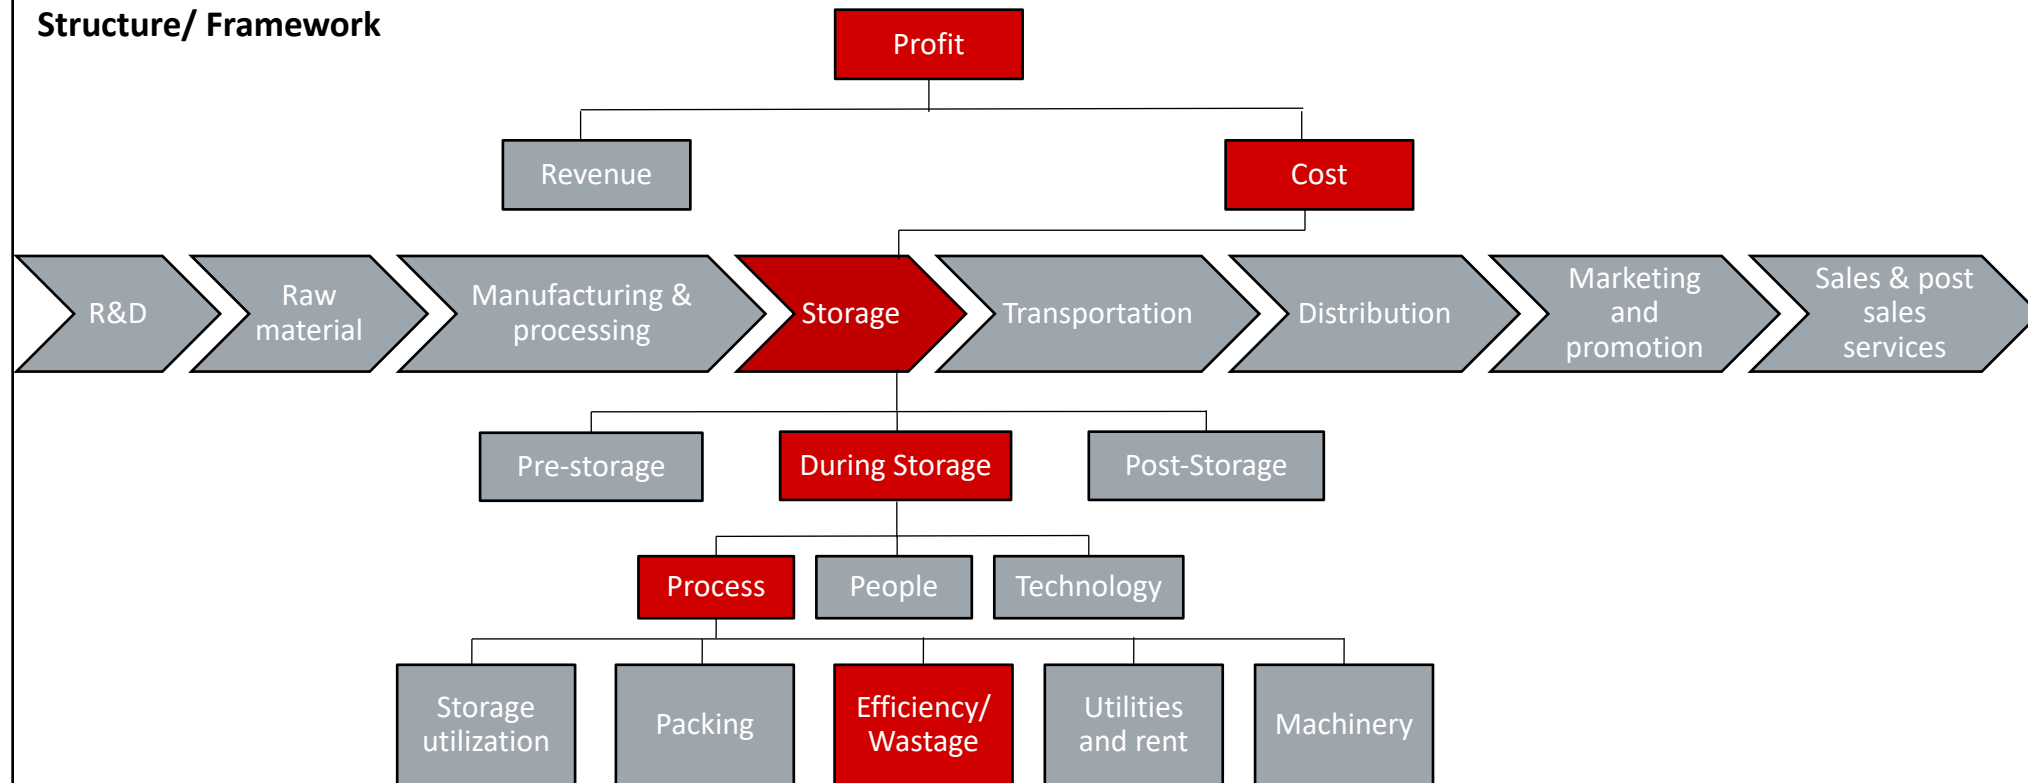 Structure/ Framework
Profit
Revenue
Cost
R&D
Raw
material
Manufacturing &
processing
Storage
Transportation
Distribution
Marketing
and
promotion
Sales & post
sales
services
Pre-storage
During Storage
Post-Storage
Process
People
Technology
Storage
utilization
Packing
Efficiency/
Wastage
Utilities
and rent
Machinery